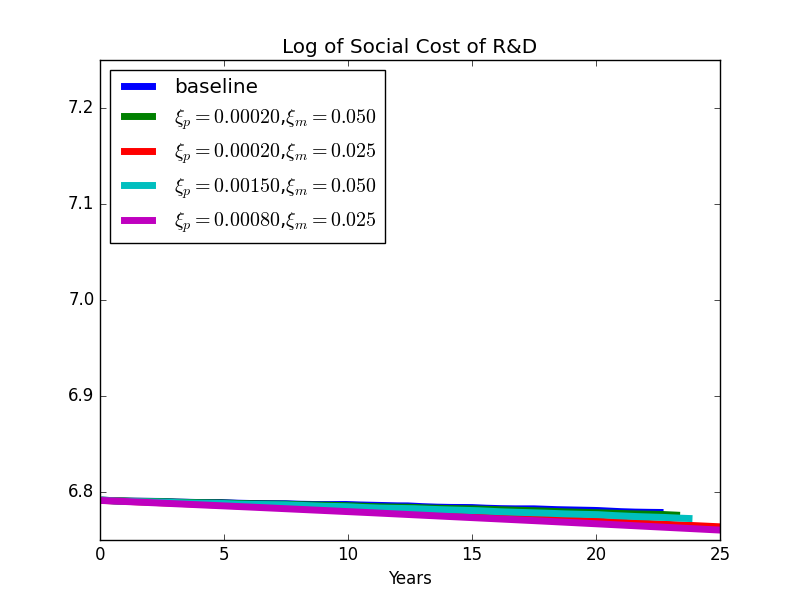 Log of Social Cost of R&D
baseline
ξp = 0.00020,ξm = 0.050
ξp = 0.00020,ξm = 0.025
ξp = 0.00150,ξm = 0.050
ξp = 0.00080,ξm = 0.025
7.2
7.1
7.0
6.9
6.8
0 5 10 15 20 25
Years